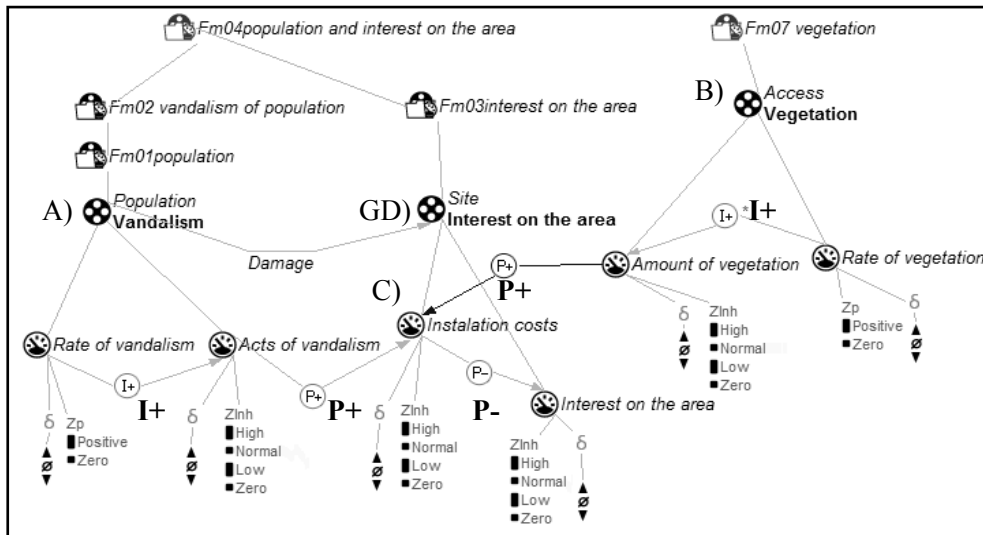 Fm04population and interest on the area
Fm07 vegetation
Fm02 vandalism of population
Fm03interest on the area
B)
Access
Vegetation
Fm01population
A)
Population
Vandalism
GD)
Site
Interest on the area
I+
*I+
Damage
P+
P+
Amount of vegetation
Rate of vegetation
C)
Instalation costs
Rate of vandalism
Acts of vandalism
I+
I+
P+
P+
P-
P-
Interest on the area
δ
Zp
Positive
Zero
δ
Zlnh
High
Normal
Low
Zero
δ
Zlnh
High
Normal
Low
Zero
Zlnh
High
Normal
Low
Zero
δ
δ
Zlnh
High
Normal
Low
Zero
Zp
Positive
Zero
δ